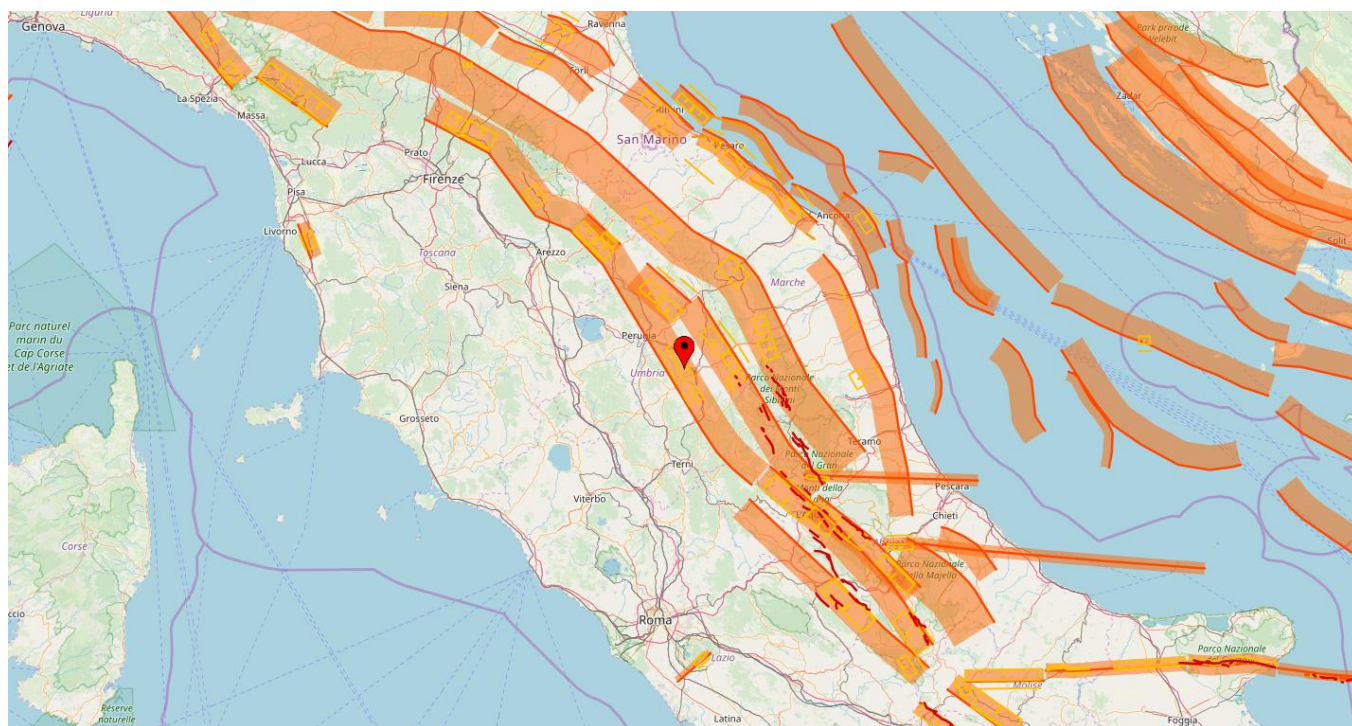 Liguria
Genova
Ravenna
Park prirode
Velebit
Forlì
La Spezia
Massa
Zadar
Rimini
San Marino
Prato
Pesaro
Lucca
Firenze
Pisa
Ancona
Livorno
Split
Toscana
Arezzo
Marche
Siena
Parc naturel
marin du
Cap Corse
et de l'Agriate
Perugia
Umbria
Parco Nazionale
dei Monti
Sibillini
Grosseto
Teramo
Parco Nazionale
del Gran
Terni
Monti della
Viterbo
Pescara
Chieti
Corse
Parco Nazionale
della Majella
Roma
Lazio
Parco Nazionale
Molise
Réserve
naturelle
Latina
Foggia